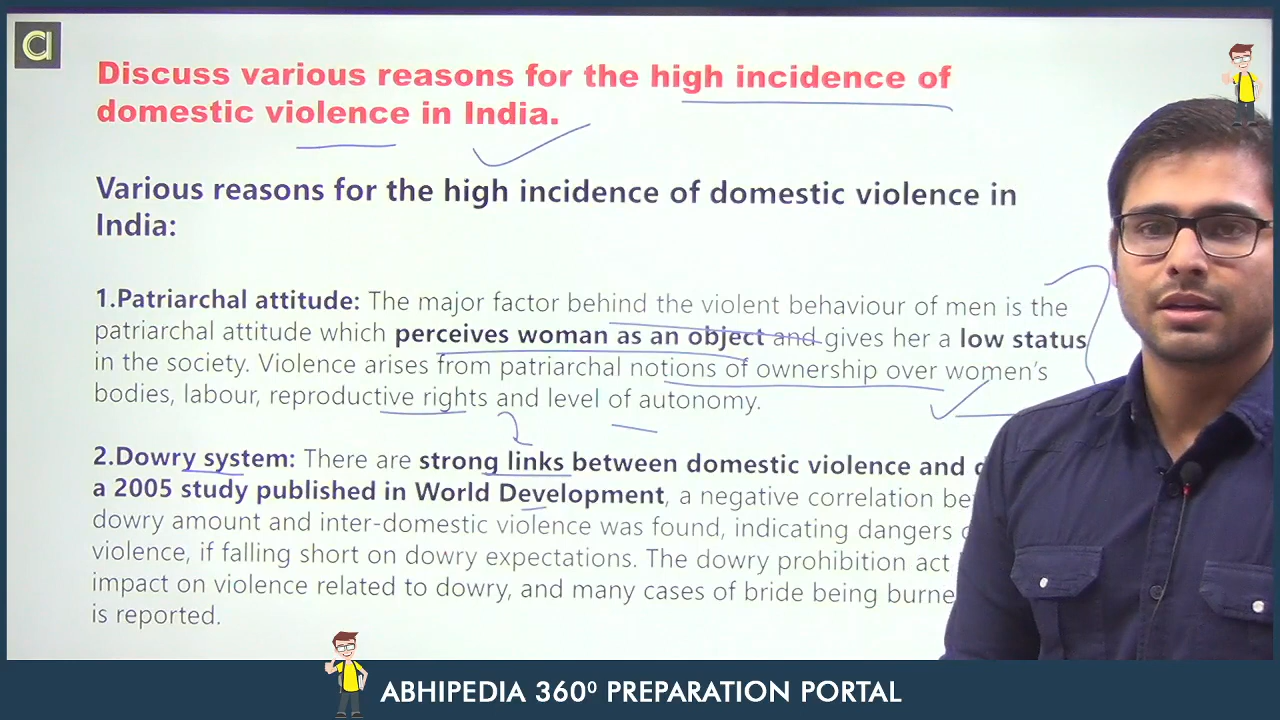 Discuss various reasons for the high incidence of
domestic violence in India.
Various reasons for the high incidence of domestic violence in
India:
1.Patriarchal attitude: The major factor behind the violent behaviour of men is the
patriarchal attitude which perceives woman as an object and gives her a low status
in the society. Violence arises from patriarchal notions of ownership over women's
bodies, labour, reproductive rights and level of autonomy.
2.Dowry system: There are strong links between domestic violence and
a 2005 study published in World Development, a negative correlation
dowry amount and inter-domestic violence was found, indicating dangers
violence, if falling short on dowry expectations. The dowry prohibition act
impact on violence related to dowry, and many cases of bride being
is reported.
ABHIPEDIA 360⁰ PREPARATION PORTAL